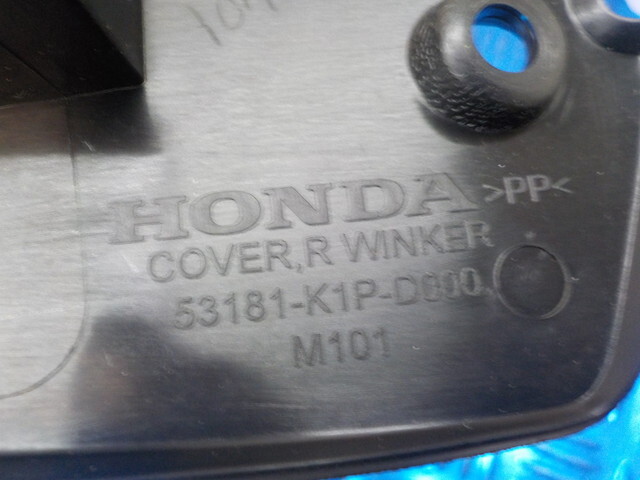 HONDA >PP<
COVER,R WINKER
53181-K1P-D000
M101